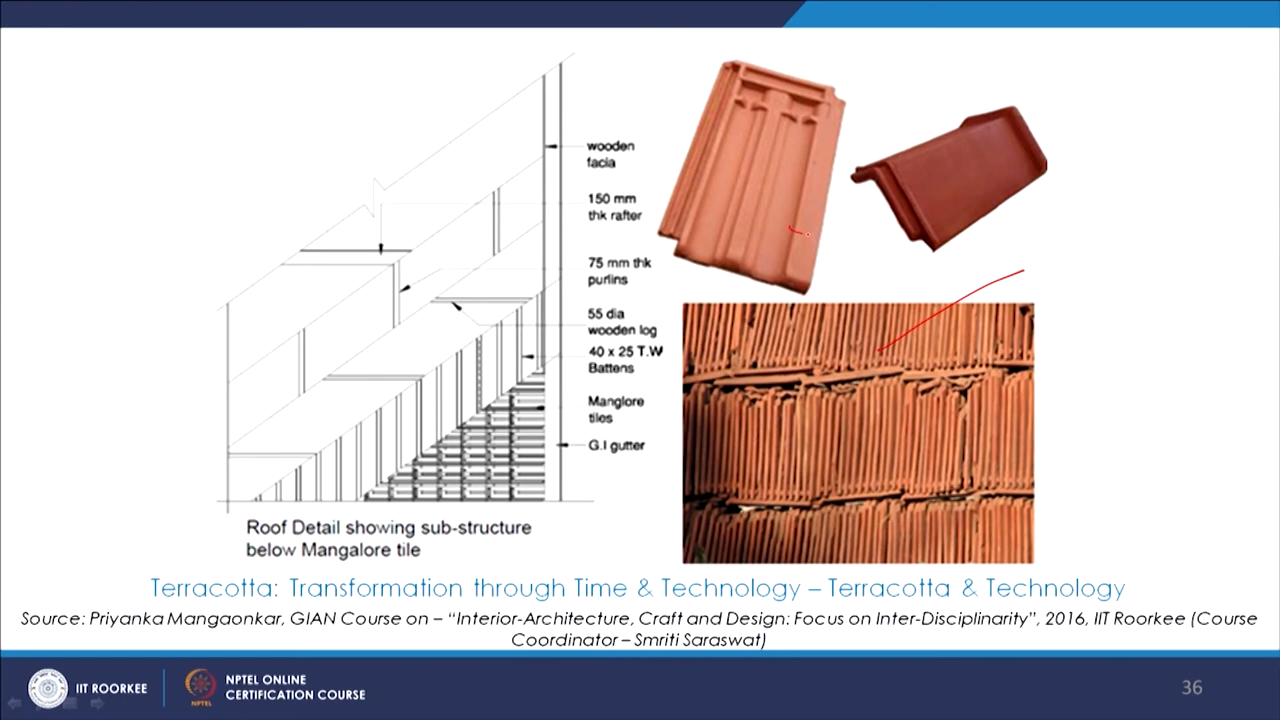 wooden
facia
150 mm
thk rafter
75 mm thk
purlins
55 dia
wooden log
40 x 25 T.W
Battens
Manglore
tiles
G.I gutter
Roof Detail showing sub-structure
below Mangalore tile
Terracotta: Transformation through Time & Technology – Terracotta & Technology
Source: Priyanka Mangaonkar, GIAN Course on – “Interior-Architecture, Craft and Design: Focus on Inter-Disciplinarity”, 2016, IIT Roorkee (Course
Coordinator – Smriti Saraswat)
IIT ROORKEE
NPTEL ONLINE
CERTIFICATION COURSE
NPTEL
36